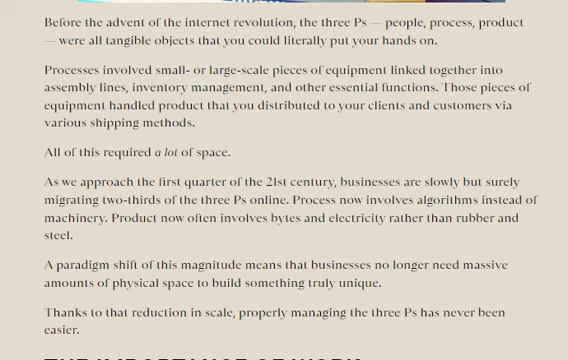 Before the advent of the internet revolution, the three Ps — people, process, product
— were all tangible objects that you could literally put your hands on.
Processes involved small- or large-scale pieces of equipment linked together into
assembly lines, inventory management, and other essential functions. Those pieces of
equipment handled product that you distributed to your clients and customers via
various shipping methods.
All of this required a lot of space.
As we approach the first quarter of the 21st century, businesses are slowly but surely
migrating two-thirds of the three Ps online. Process now involves algorithms instead of
machinery. Product now often involves bytes and electricity rather than rubber and
steel.
A paradigm shift of this magnitude means that businesses no longer need massive
amounts of physical space to build something truly unique.
Thanks to that reduction in scale, properly managing the three Ps has never been
easier.
THE IMPORTANCE OF WORK